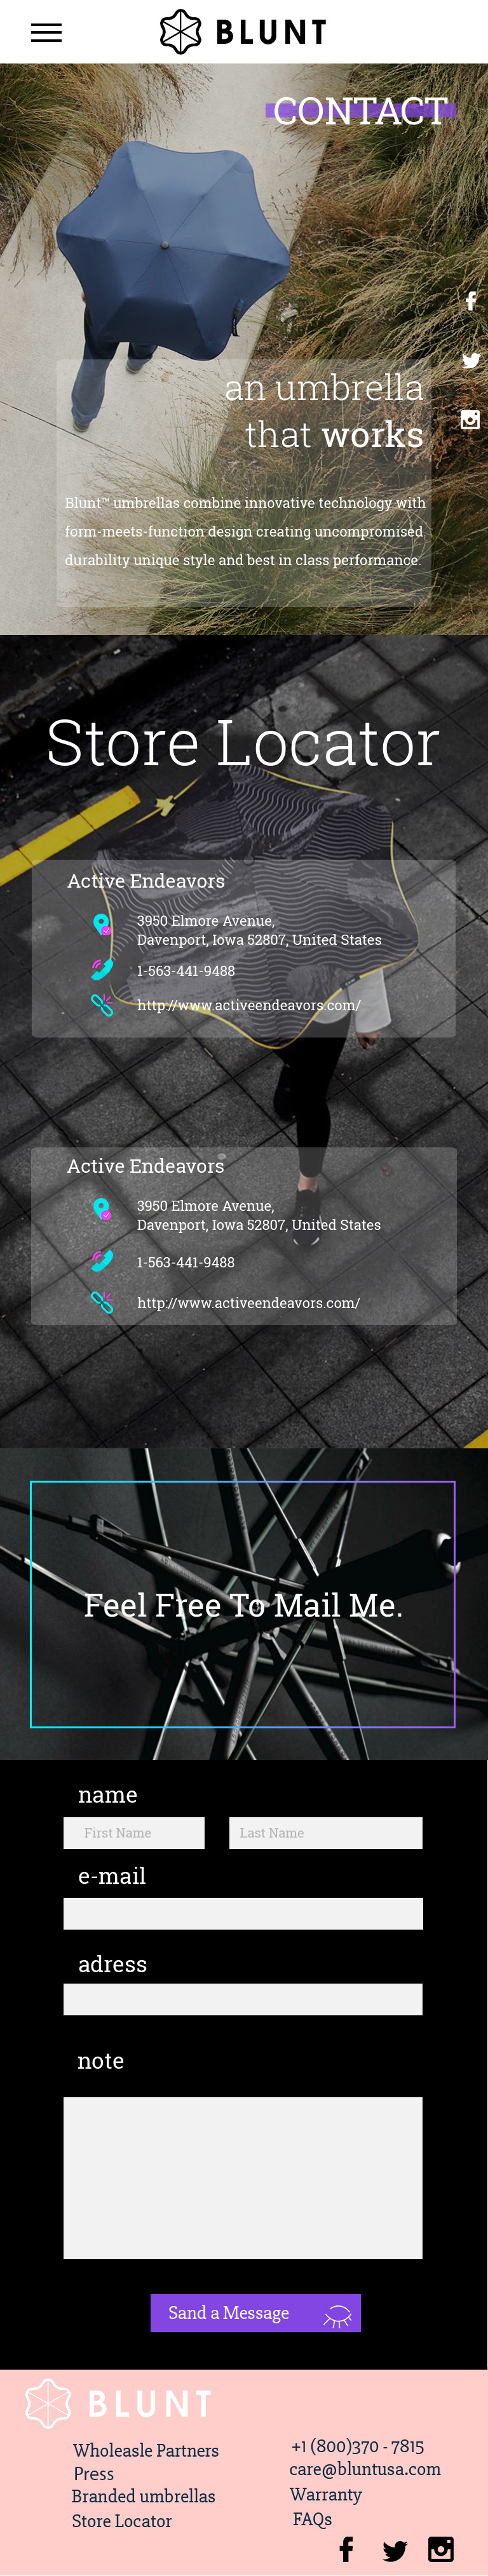 BLUNT
CONTACT
an umbrella
that works
Blunt™ umbrellas combine innovative technology with
form-meets-function design creating uncompromised
durability unique style and best in class performance.
Store Locator
Active Endeavors
3950 Elmore Avenue,
Davenport, Iowa 52807, United States
1-563-441-9488
http://www.activeendeavors.com/
Active Endeavors
3950 Elmore Avenue,
Davenport, Iowa 52807, United States
1-563-441-9488
http://www.activeendeavors.com/
Feel Free To Mail Me.
name
First Name
Last Name
e-mail
adress
note
Sand a Message
BLUNT
Wholeasle Partners
Press
Branded umbrellas
Store Locator
+1 (800)370 - 7815
care@bluntusa.com
Warranty
FAQs